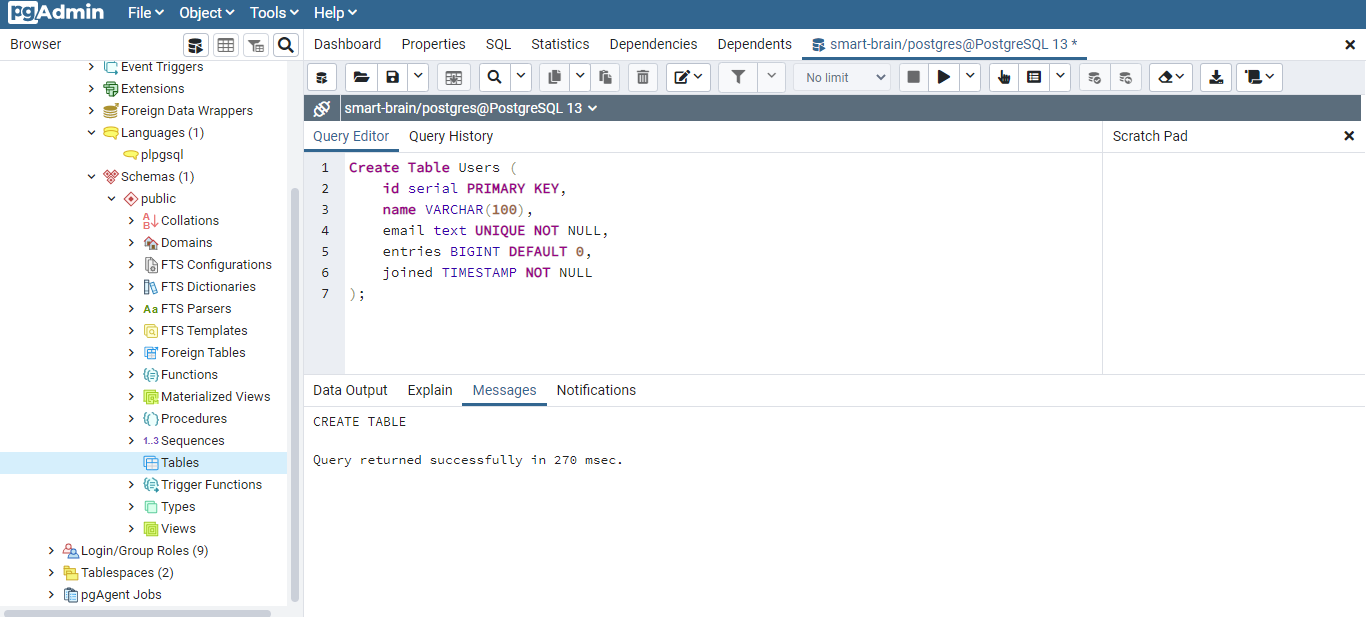 pgAdmin File Object Tools Help
Browser
Dashboard Properties SQL Statistics Dependencies Dependents smart-brain/postgres@PostgreSQL 13 *
No limit
smart-brain/postgres@PostgreSQL 13
Event Triggers
Extensions
Foreign Data Wrappers
Languages (1)
plpgsql
Schemas (1)
public
Collations
Domains
FTS Configurations
FTS Dictionaries
Aa FTS Parsers
FTS Templates
Foreign Tables
Functions
Materialized Views
Procedures
1..3 Sequences
Tables
Trigger Functions
Types
Views
Login/Group Roles (9)
Tablespaces (2)
pgAgent Jobs
Query Editor Query History
Scratch Pad
1 Create Table Users (
2 id serial PRIMARY KEY,
3 name VARCHAR(100),
4 email text UNIQUE NOT NULL,
5 entries BIGINT DEFAULT 0,
6 joined TIMESTAMP NOT NULL
7 );
Data Output Explain Messages Notifications
CREATE TABLE
Query returned successfully in 270 msec.